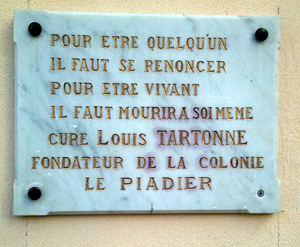 POUR ETRE QUELQU'UN
IL FAUT SE RENONCER
POUR ETRE VIVANT
IL FAUT MOURIR A SOI MEME
CURE LOUIS TARTONNE
FONDATEUR DE LA COLONIE
LE PIADIER